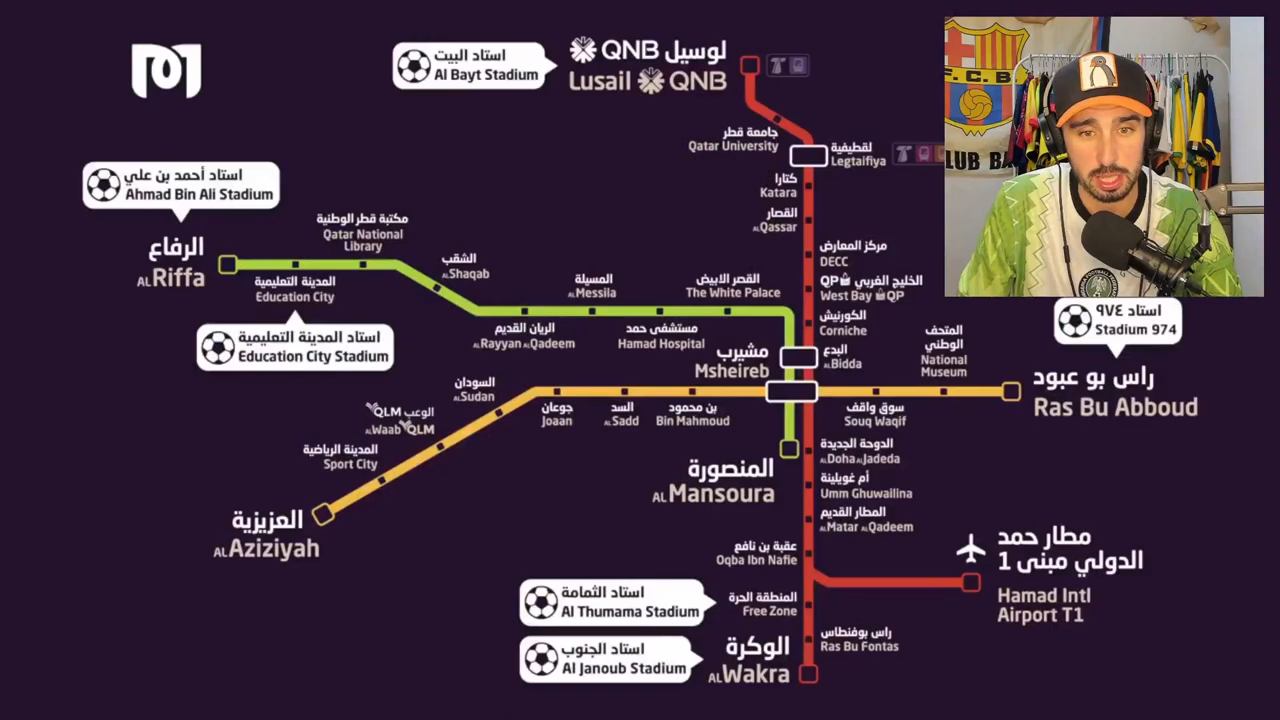 استاد البيت
Al Bayt Stadium
QNB لوسيل
Lusail QNB
جامعة قطر
Qatar University
لقطيفية
Legtaifiya
كتارا
Katara
القصار
AL Qassar
مركز المعارض
DECC
الخليج الغربي QP
West Bay QP
الكورنيش
Corniche
البدع
AL Bidda
استاد أحمد بن علي
Ahmad Bin Ali Stadium
الرفاع
AL Riffa
المدينة التعليمية
Education City
استاد المدينة التعليمية
Education City Stadium
مكتبة قطر الوطنية
Qatar National
Library
الشقب
AL Shaqab
الريان القديم
AL Rayyan AL Qadeem
المسيلة
AL Messila
مستشفى حمد
Hamad Hospital
القصر الابيض
The White Palace
مشيرب
Msheireb
المنصورة
AL Mansoura
استاد ٩٧٤
Stadium 974
راس بو عبود
Ras Bu Abboud
المتحف
الوطني
National
Museum
سوق واقف
Souq Waqif
بن محمود
Bin Mahmoud
السد
AL Sadd
جوعان
Joaan
السودان
AL Sudan
QLM الوعب
AL Waab QLM
المدينة الرياضية
Sport City
العزيزية
AL Aziziyah
الدوحة الجديدة
AL Doha AL Jadeda
أم غويلينة
Umm Ghuwailina
المطار القديم
AL Matar AL Qadeem
عقبة بن نافع
Oqba Ibn Nafie
مطار حمد
الدولي مبنى 1
Hamad Intl
Airport T1
استاد الثمامة
Al Thumama Stadium
المنطقة الحرة
Free Zone
راس بوفنطاس
Ras Bu Fontas
استاد الجنوب
Al Janoub Stadium
الوكرة
AL Wakra
F.C.B
CLUB BA